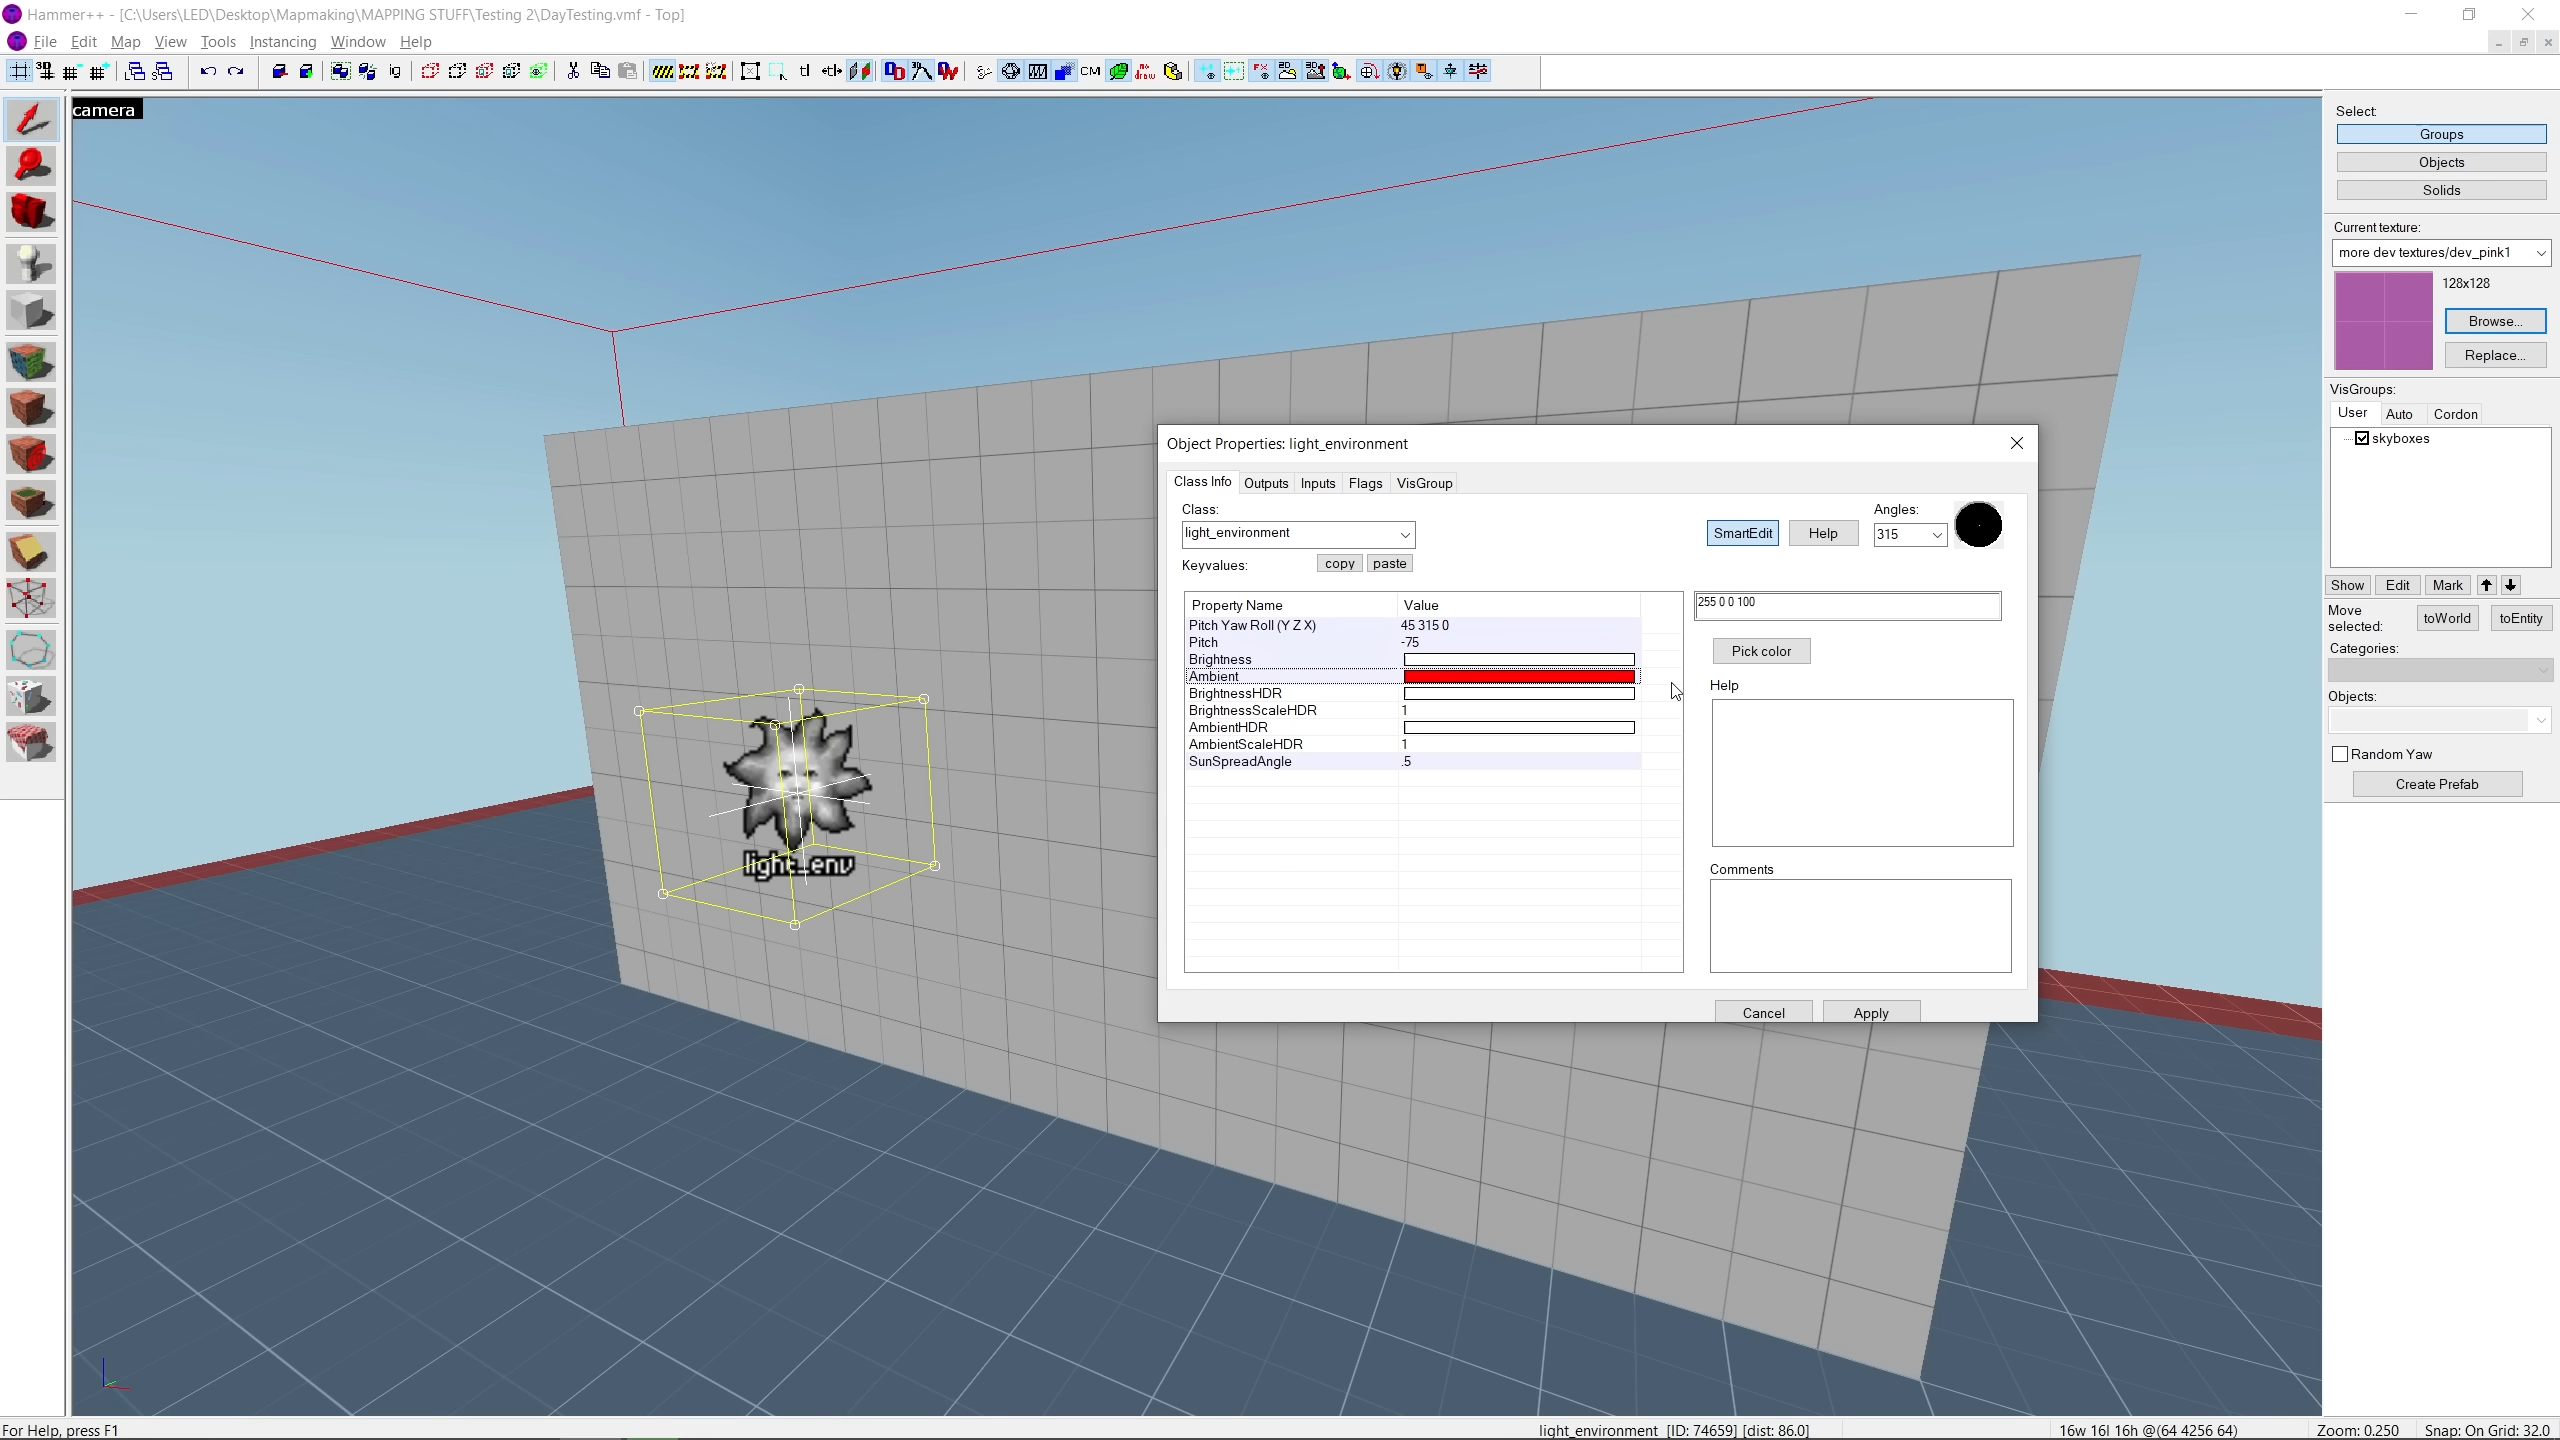 Hammer++ - [C:\Users\LED\Desktop\Mapmaking\MAPPING STUFF\Testing 2\DayTesting.vmf - Top]
File Edit Map View Tools Instancing Window Help
camera
Select:
Groups
Objects
Solids
Current texture:
more dev textures/dev_pink1
128x128
Browse...
Replace...
VisGroups:
User Auto Cordon
skyboxes
Show Edit Mark
Move selected:
toWorld toEntity
Categories:
Objects:
Random Yaw
Create Prefab
Object Properties: light_environment
Class Info Outputs Inputs Flags VisGroup
Class:
light_environment
SmartEdit Help
Angles:
315
Keyvalues:
copy paste
Property Name Value
Pitch Yaw Roll (Y Z X) 45 315 0
Pitch -75
Brightness
Ambient
BrightnessHDR
BrightnessScaleHDR 1
AmbientHDR
AmbientScaleHDR 1
SunSpreadAngle .5
255 0 0 100
Pick color
Help
Comments
Cancel Apply
light_env
For Help, press F1
light_environment [ID: 74659] [dist: 86.0]
16w 16l 16h @(64 4256 64)
Zoom: 0.250
Snap: On Grid: 32.0